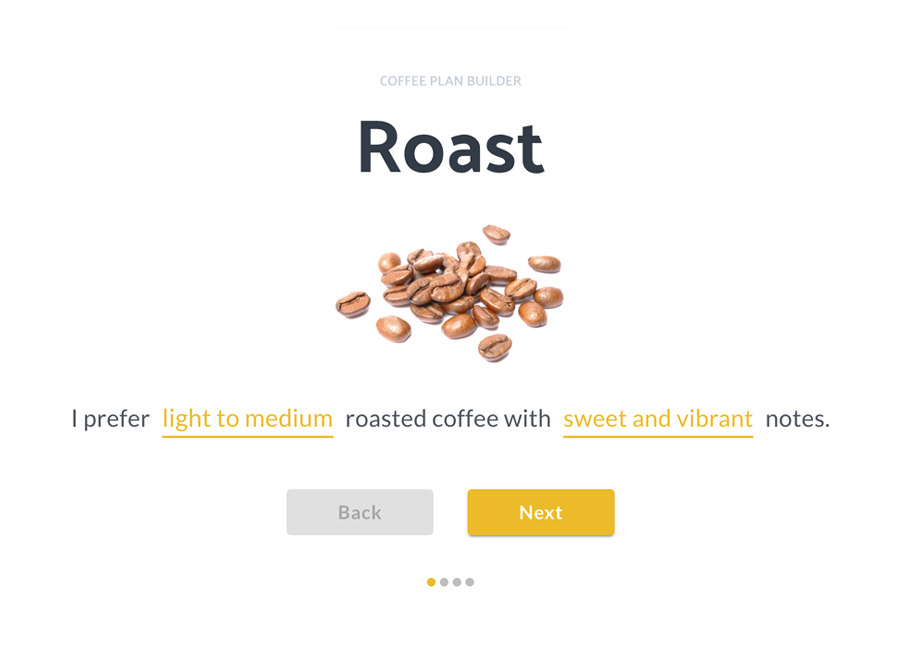 COFFEE PLAN BUILDER
Roast
I prefer light to medium roasted coffee with sweet and vibrant notes.
Back Next